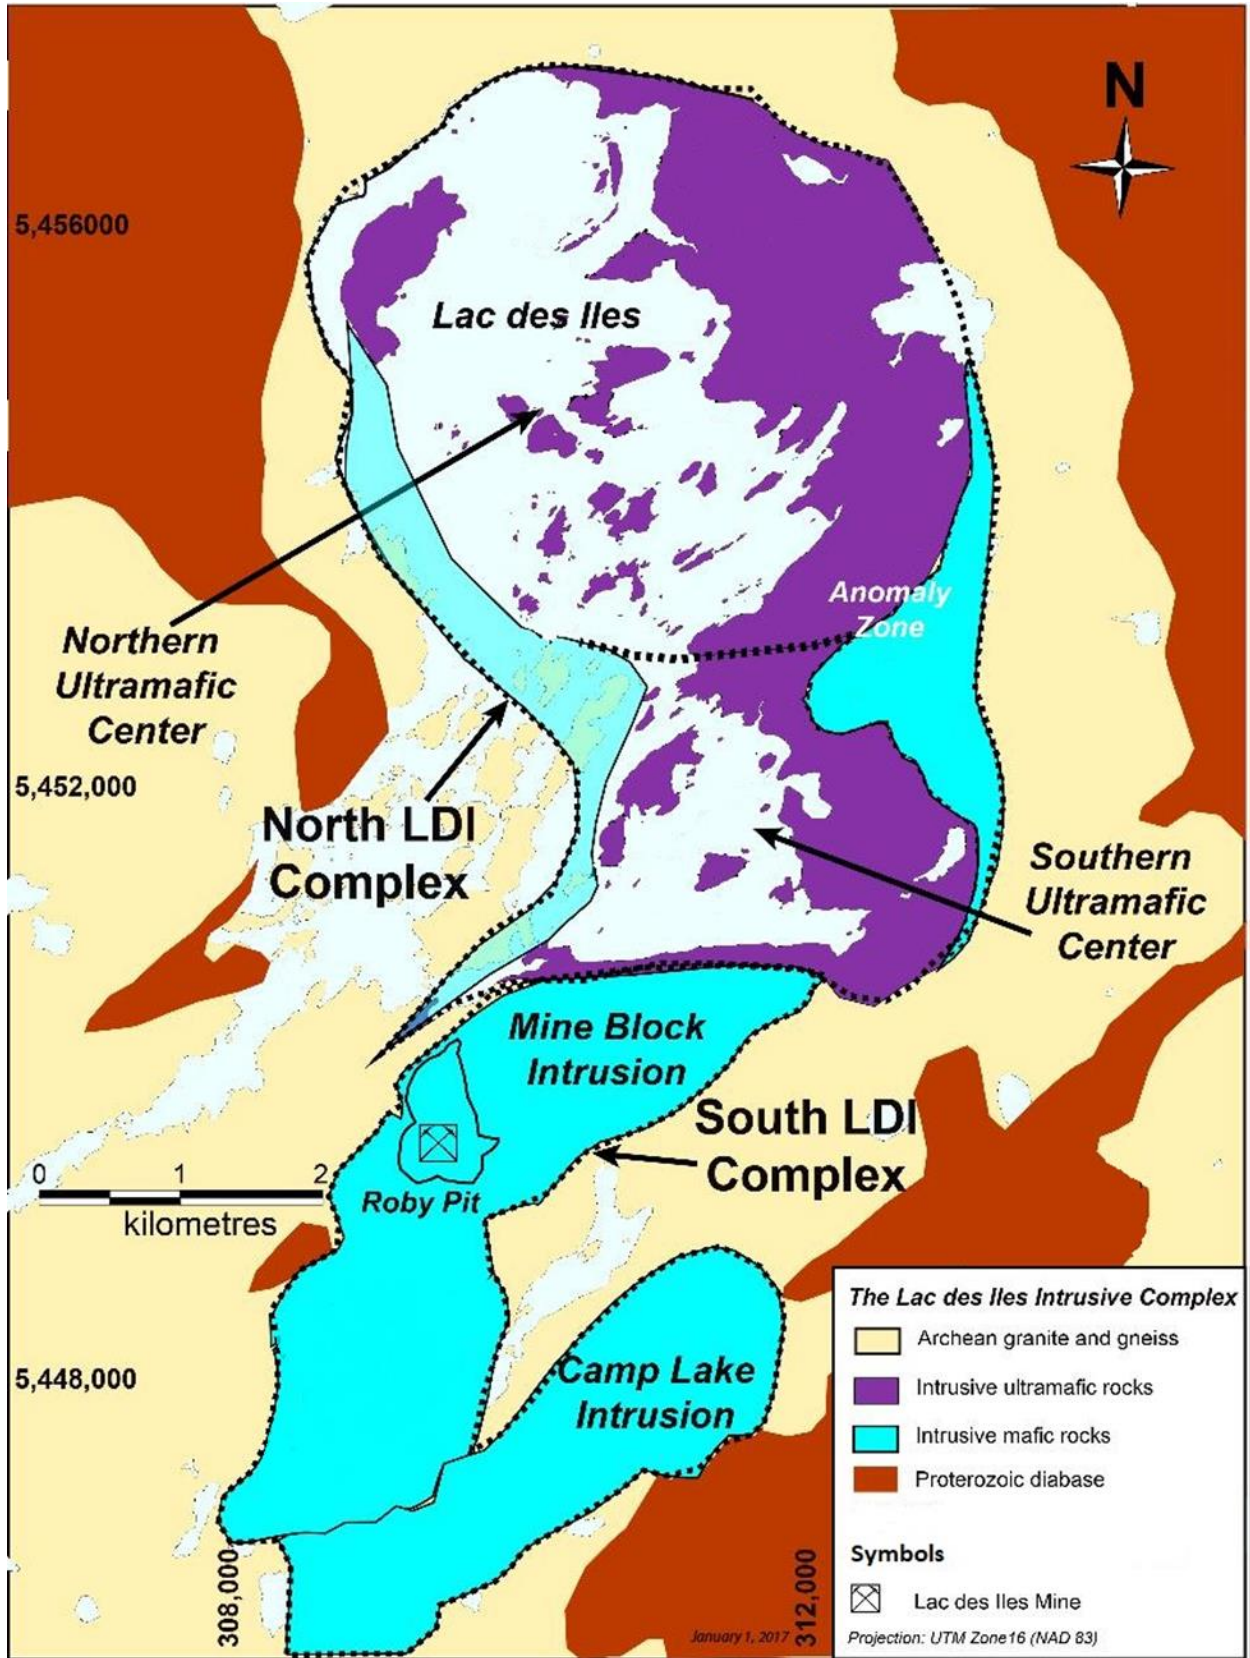 N
5,456000
Lac des Iles
Anomaly
Zone
Northern
Ultramafic
Center
5,452,000
North LDI
Complex
Southern
Ultramafic
Center
Mine Block
Intrusion
South LDI
Complex
0 1 2
kilometres
Roby Pit
The Lac des Iles Intrusive Complex
Archean granite and gneiss
Intrusive ultramafic rocks
Intrusive mafic rocks
Proterozoic diabase
Symbols
Lac des Iles Mine
Projection: UTM Zone16 (NAD 83)
5,448,000
Camp Lake
Intrusion
308,000
312,000
January 1, 2017